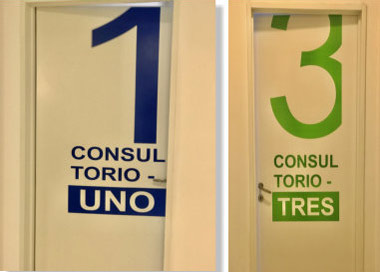 1
CONSUL
TORIO -
UNO
3
CONSUL
TORIO -
TRES